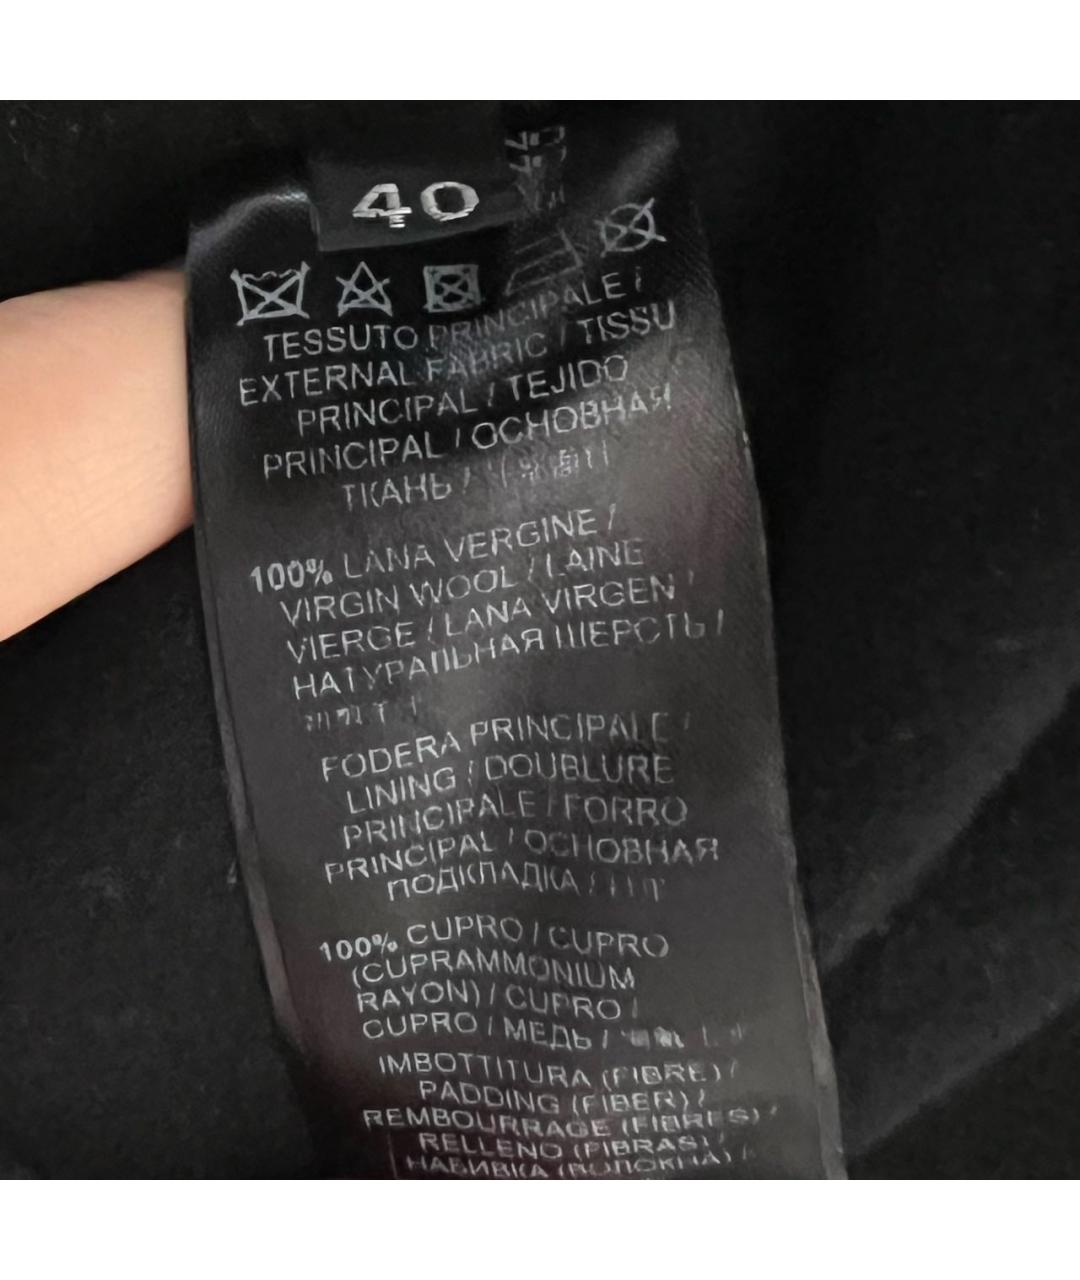 40
TESSUTO PRINCIPALE /
EXTERNAL FABRIC / TISSU
PRINCIPAL / TEJIDO
PRINCIPAL / ОСНОВНАЯ
ТКАНЬ /
100% LANA VERGINE /
VIRGIN WOOL / LAINE
VIERGE / LANA VIRGEN
НАТУРАЛЬНАЯ ШЕРСТЬ /
FODERA PRINCIPALE /
LINING / DOUBLURE
PRINCIPALE / FORRO
PRINCIPAL / ОСНОВНАЯ
ПОДКЛАДКА /
100% CUPRO / CUPRO
(CUPRAMMONIUM
RAYON) / CUPRO /
CUPRO / МЕДЬ /
IMBOTTITURA (FIBRE) /
PADDING (FIBER) /
REMBOURRAGE (FIBRES) /
RELLENO (FIBRAS) /
НАБИВКА (ВОЛОКНА) /